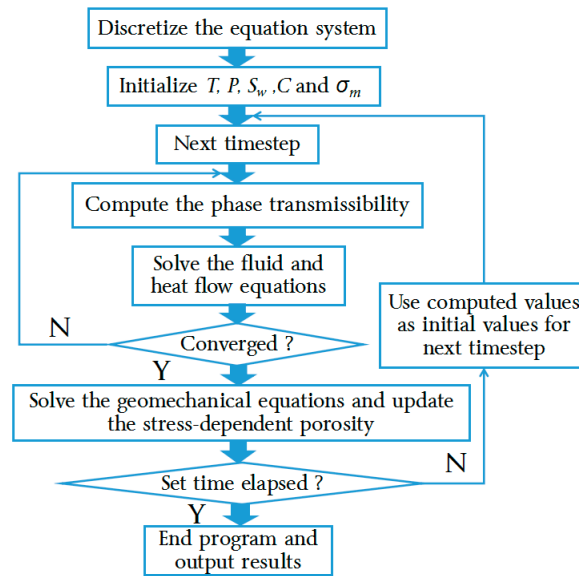 Discretize the equation system
Initialize T, P, S_w ,C and σ_m
Next timestep
Compute the phase transmissibility
Solve the fluid and
heat flow equations
N
Converged ?
Y
Use computed values
as initial values for
next timestep
Solve the geomechanical equations and update
the stress-dependent porosity
N
Set time elapsed ?
Y
End program and
output results